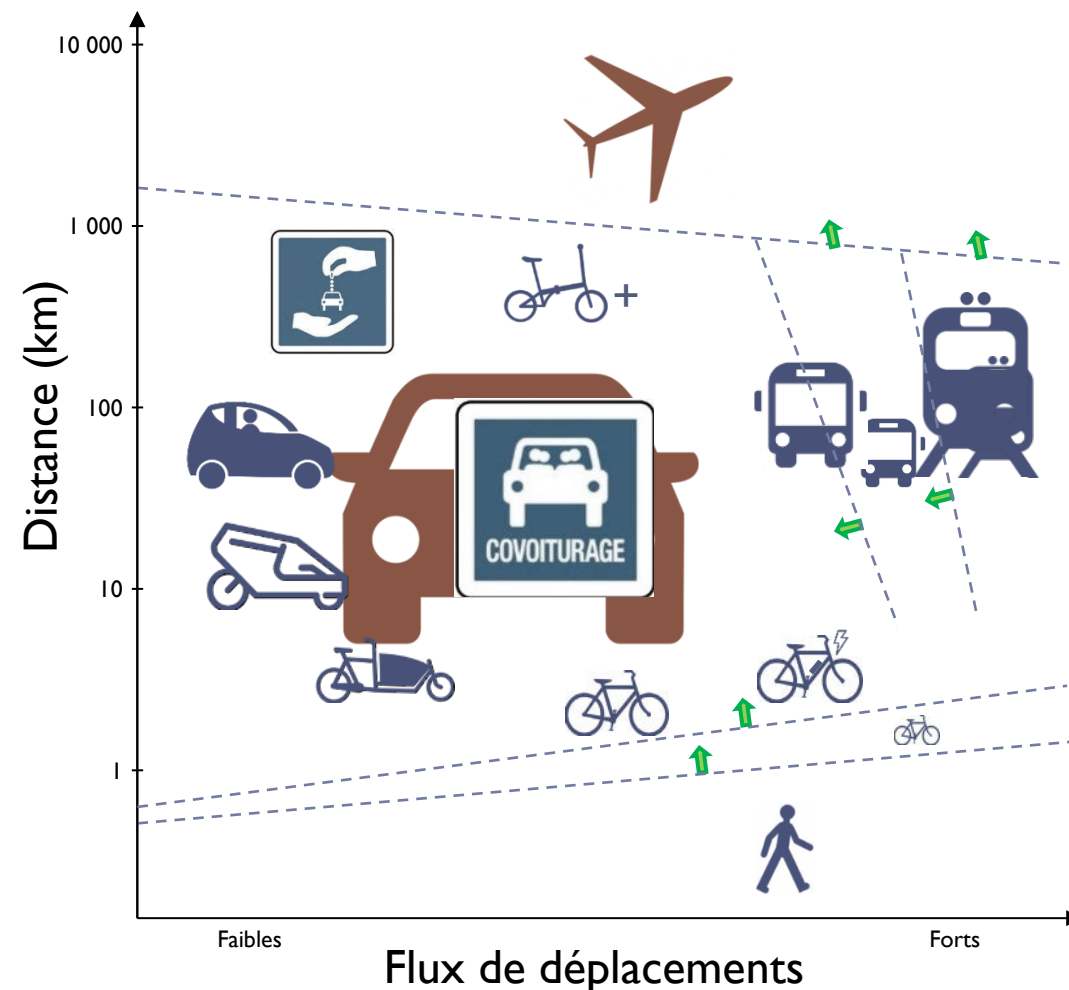 10 000
1 000
100
10
1
Distance (km)
+
COVOITURAGE
Faibles
Forts
Flux de déplacements